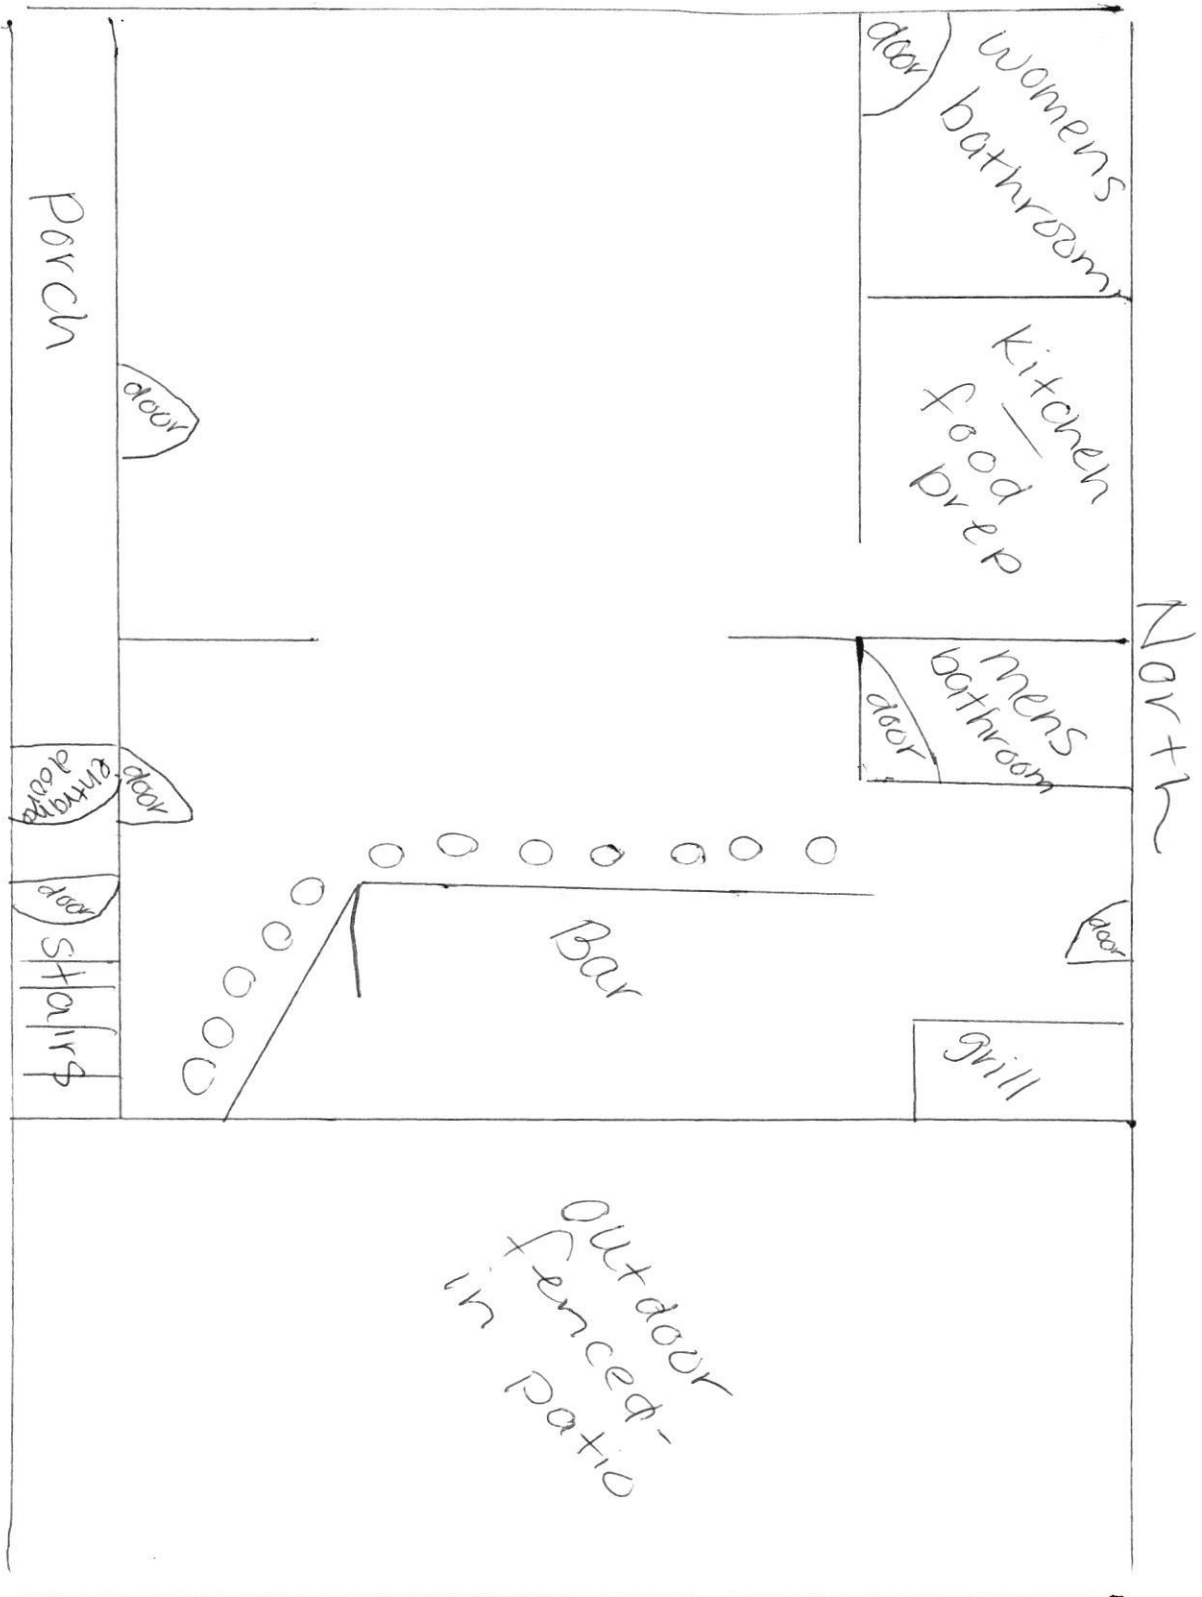 door
womens
bathroom
Porch
door
Kitchen
food
prep
North
mens
bathroom
door
entrance
door
door
door
Stairs
Bar
door
grill
outdoor
fenced-
in patio